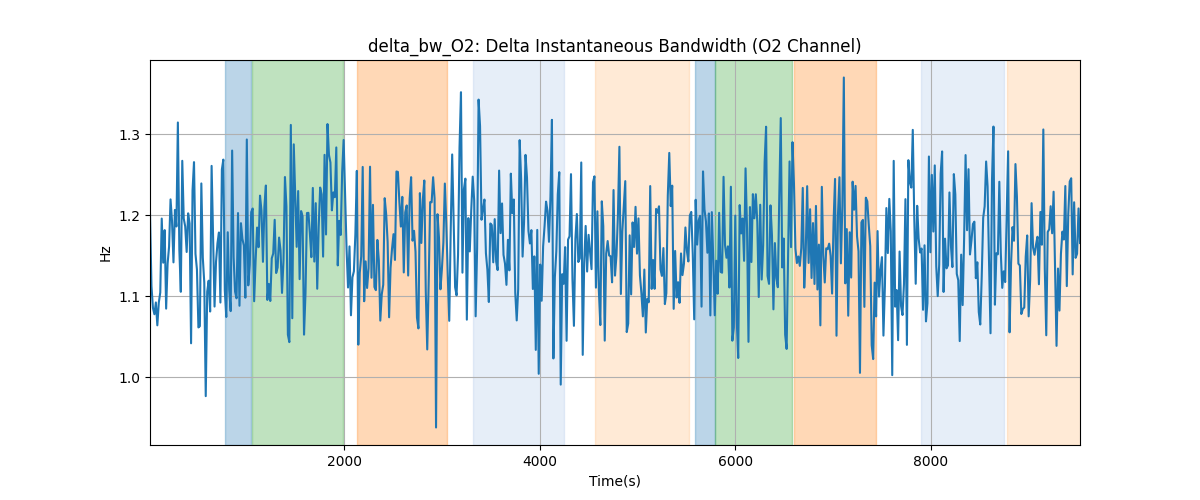 delta_bw_O2: Delta Instantaneous Bandwidth (O2 Channel)
1.3
1.2
1.1
1.0
Hz
2000
4000
6000
8000
Time(s)